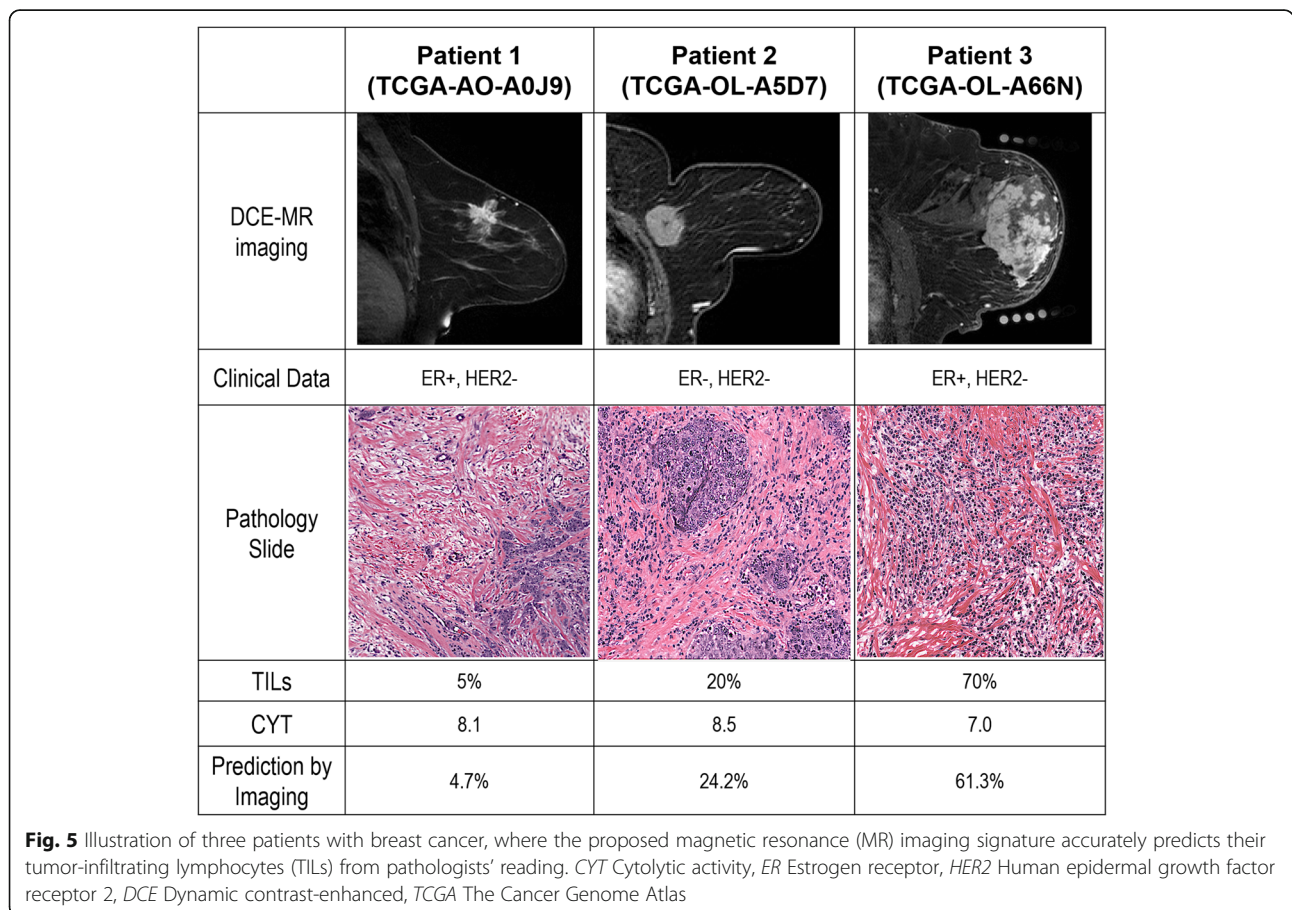 Patient 1
(TCGA-AO-A0J9)
Patient 2
(TCGA-OL-A5D7)
Patient 3
(TCGA-OL-A66N)
DCE-MR
imaging
Clinical Data
ER+, HER2-
ER-, HER2-
ER+, HER2-
Pathology
Slide
TILs
5%
20%
70%
CYT
8.1
8.5
7.0
Prediction by
Imaging
4.7%
24.2%
61.3%
Fig. 5 Illustration of three patients with breast cancer, where the proposed magnetic resonance (MR) imaging signature accurately predicts their
tumor-infiltrating lymphocytes (TILs) from pathologists’ reading. CYT Cytolytic activity, ER Estrogen receptor, HER2 Human epidermal growth factor
receptor 2, DCE Dynamic contrast-enhanced, TCGA The Cancer Genome Atlas